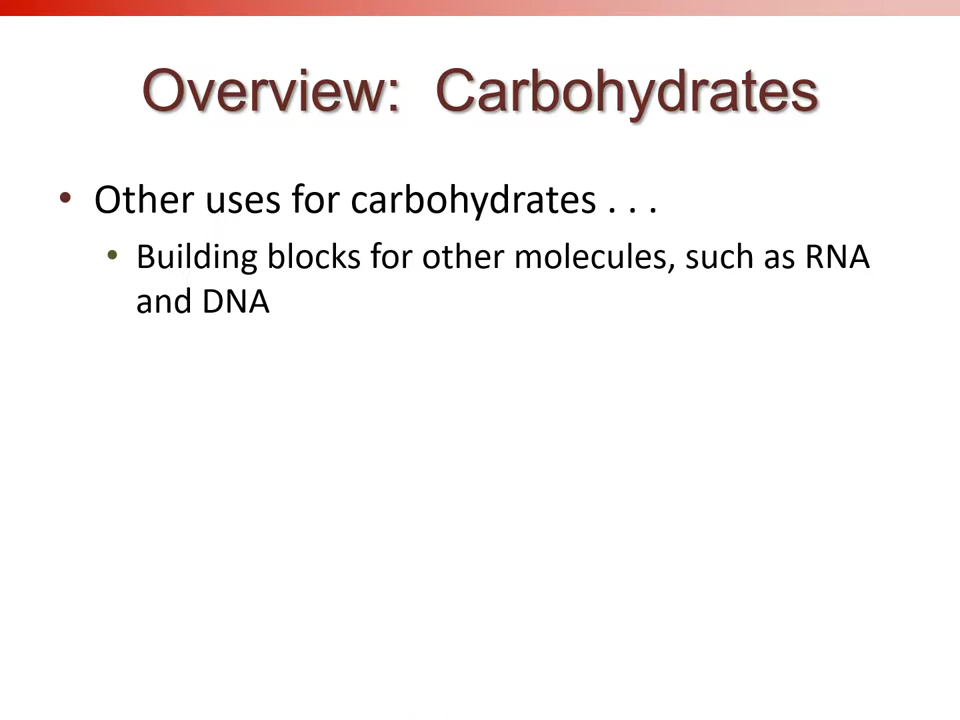 Overview: Carbohydrates
• Other uses for carbohydrates . . .
• Building blocks for other molecules, such as RNA
and DNA